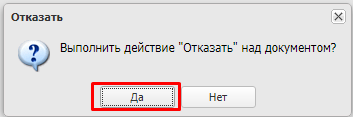 Отказать
Выполнить действие "Отказать" над документом?
Да
Нет